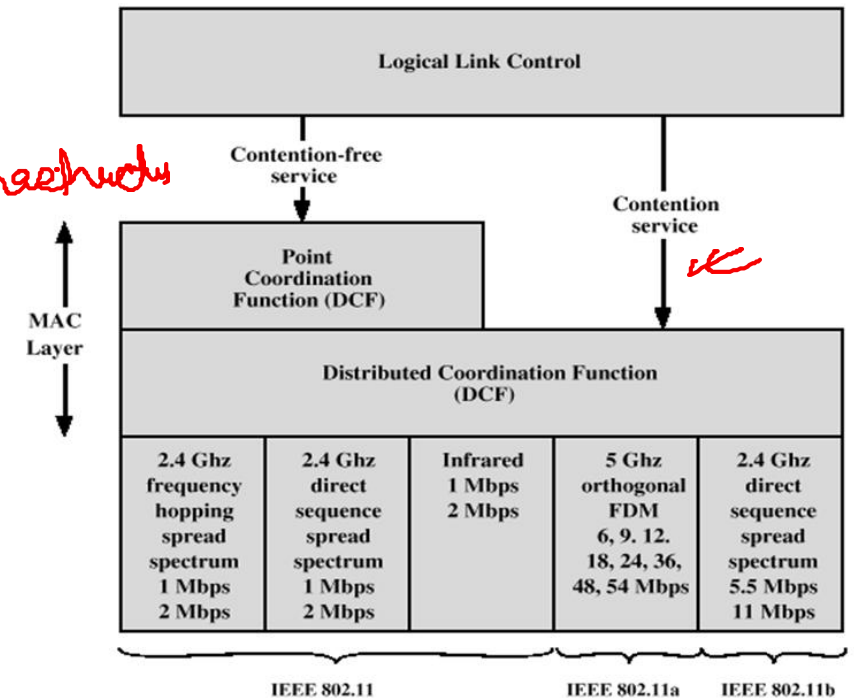 Logical Link Control
Contention-free
service
Contention
service
Point
Coordination
Function (DCF)
MAC
Layer
Distributed Coordination Function
(DCF)
2.4 Ghz
frequency
hopping
spread
spectrum
1 Mbps
2 Mbps
2.4 Ghz
direct
sequence
spread
spectrum
1 Mbps
2 Mbps
Infrared
1 Mbps
2 Mbps
5 Ghz
orthogonal
FDM
6, 9. 12.
18, 24, 36,
48, 54 Mbps
2.4 Ghz
direct
sequence
spread
spectrum
5.5 Mbps
11 Mbps
IEEE 802.11
IEEE 802.11a
IEEE 802.11b